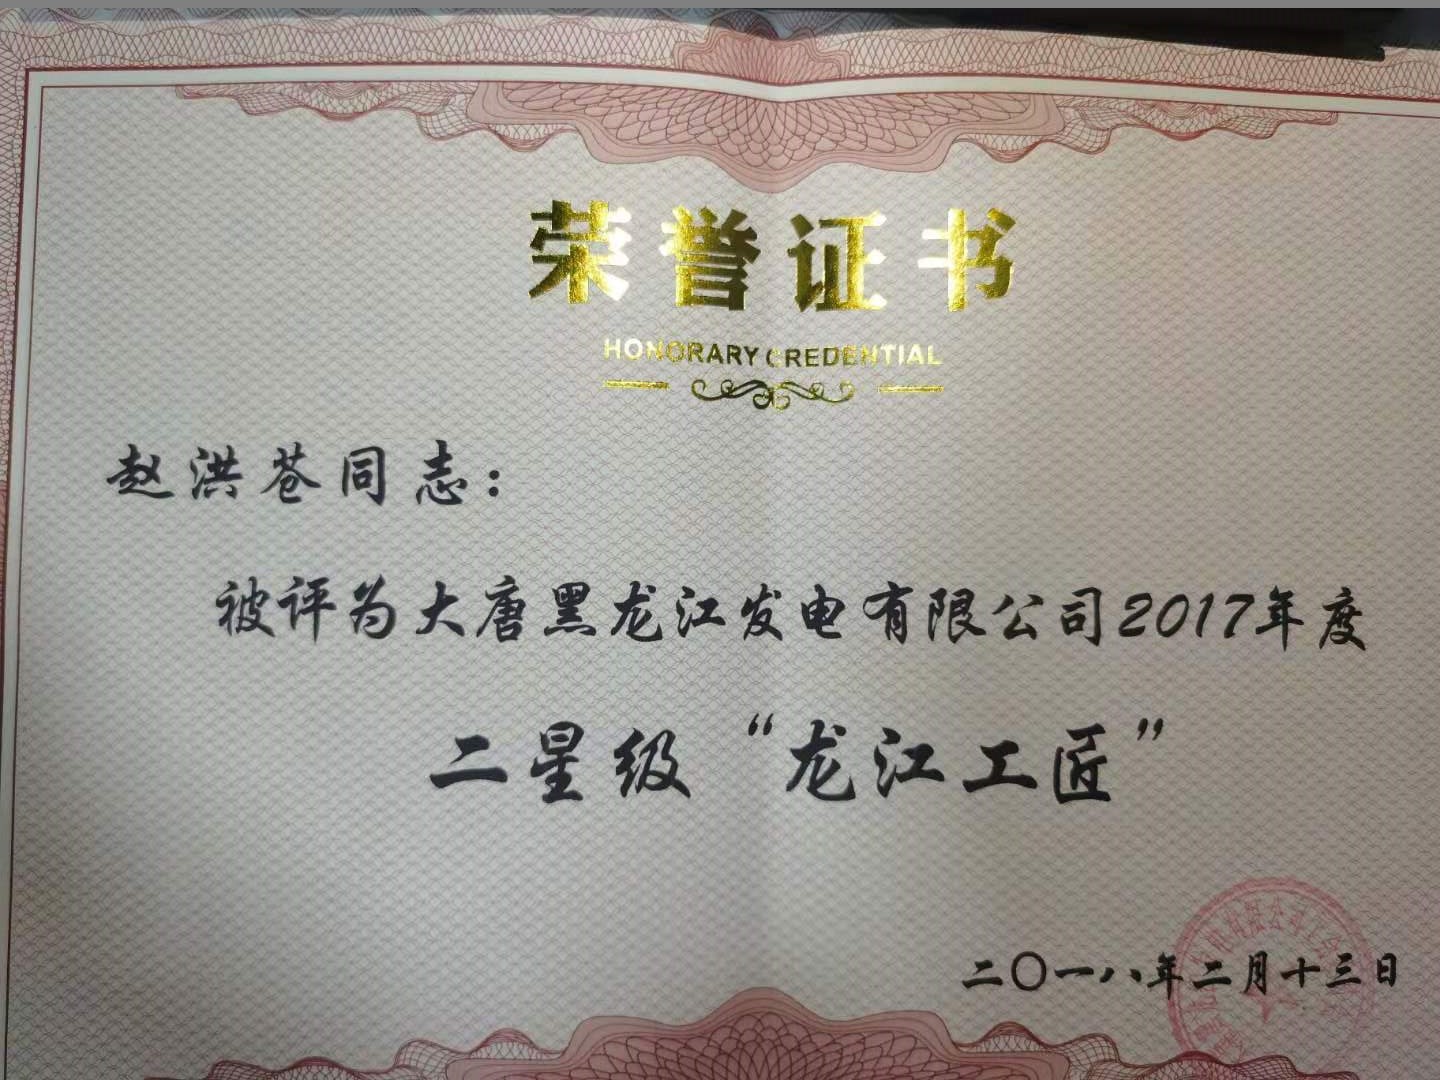 荣誉证书
HONORARY CREDENTIAL
赵洪苍同志：
被评为大唐黑龙江发电有限公司2017年度
二星级“龙江工匠”
二〇一八年二月十三日